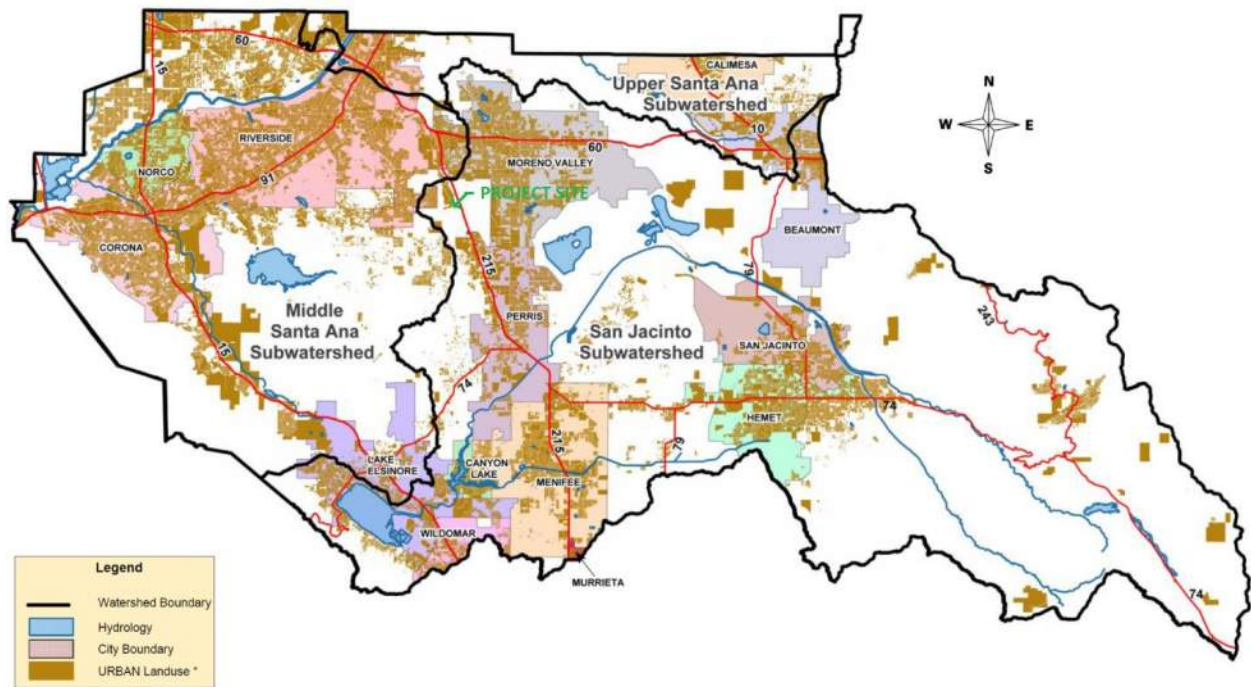 60
15
CALIMESA
Upper Santa Ana
Subwatershed
N
W
E
S
10
RIVERSIDE
60
MORENO VALLEY
NORCO
91
PROJECT SITE
CORONA
BEAUMONT
215
79
Middle
Santa Ana
Subwatershed
PERRIS
San Jacinto
Subwatershed
243
15
SAN JACINTO
74
74
HEMET
215
79
LAKE
ELSINORE
CANYON
LAKE
MENIFEE
WILDOMAR
MURRIETA
74
Legend
Watershed Boundary
Hydrology
City Boundary
URBAN Landuse *